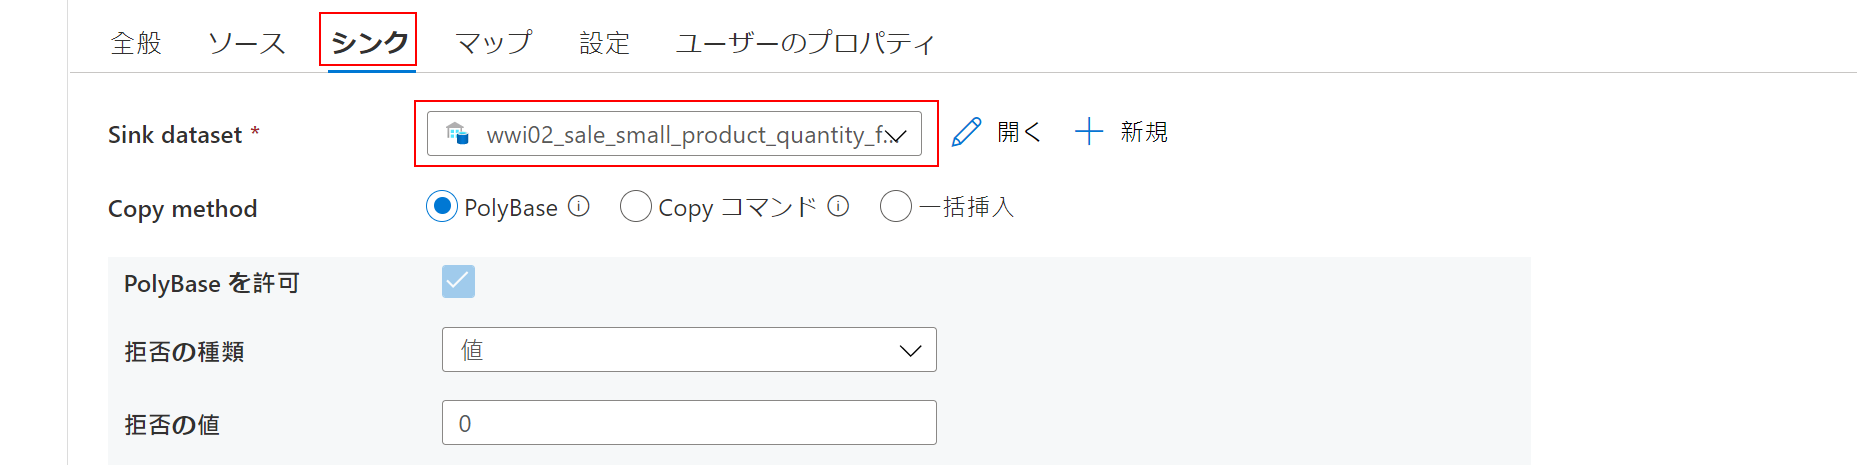 全般 ソース シンク マップ 設定 ユーザーのプロパティ
Sink dataset * wwi02_sale_small_product_quantity_f... 開く 新規
Copy method PolyBase Copy コマンド 一括挿入
PolyBase を許可
拒否の種類 値
拒否の値 0